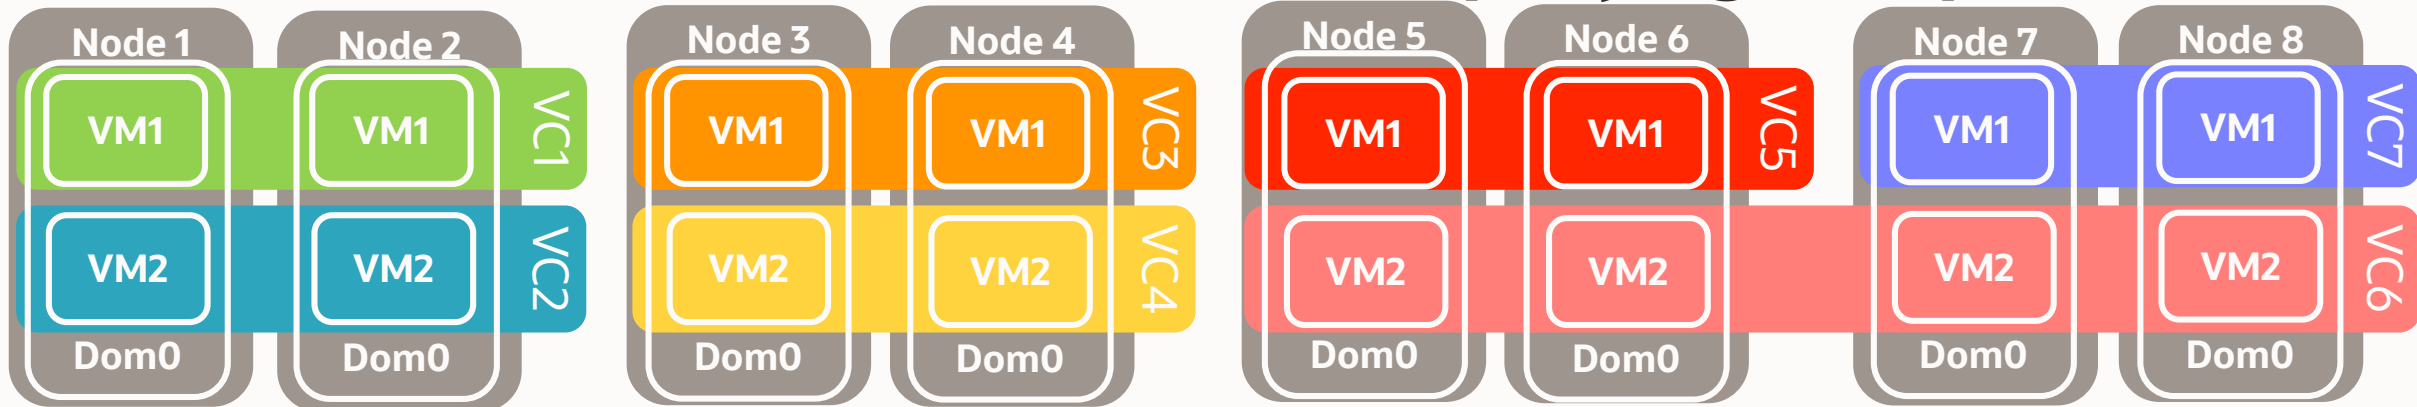 Node 1
Node 2
Node 3
Node 4
Node 5
Node 6
Node 7
Node 8
VM1
VM1
VC1
VM1
VM1
VC3
VM1
VM1
VC5
VM1
VM1
VC7
VM2
VM2
VC2
VM2
VM2
VC4
VM2
VM2
VM2
VM2
VC6
Dom0
Dom0
Dom0
Dom0
Dom0
Dom0
Dom0
Dom0